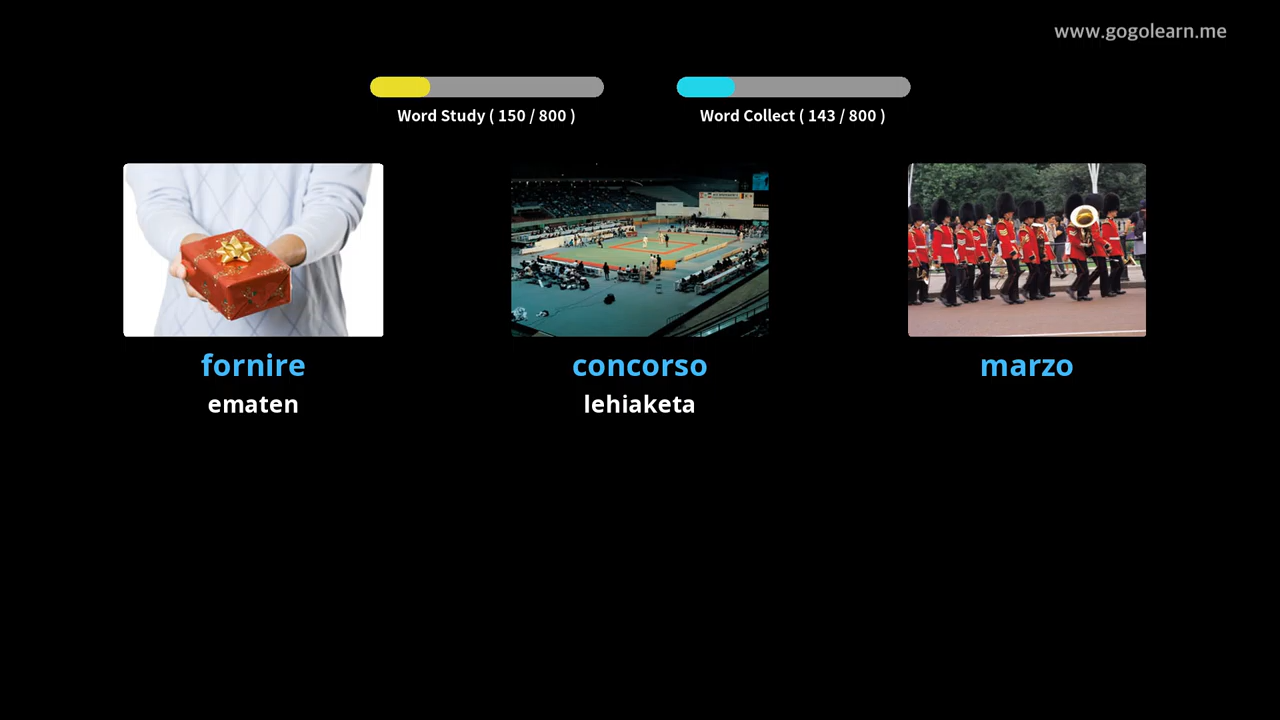 www.gogolearn.me
Word Study ( 150 / 800 )
Word Collect ( 143 / 800 )
fornire
ematen
concorso
lehiaketa
marzo